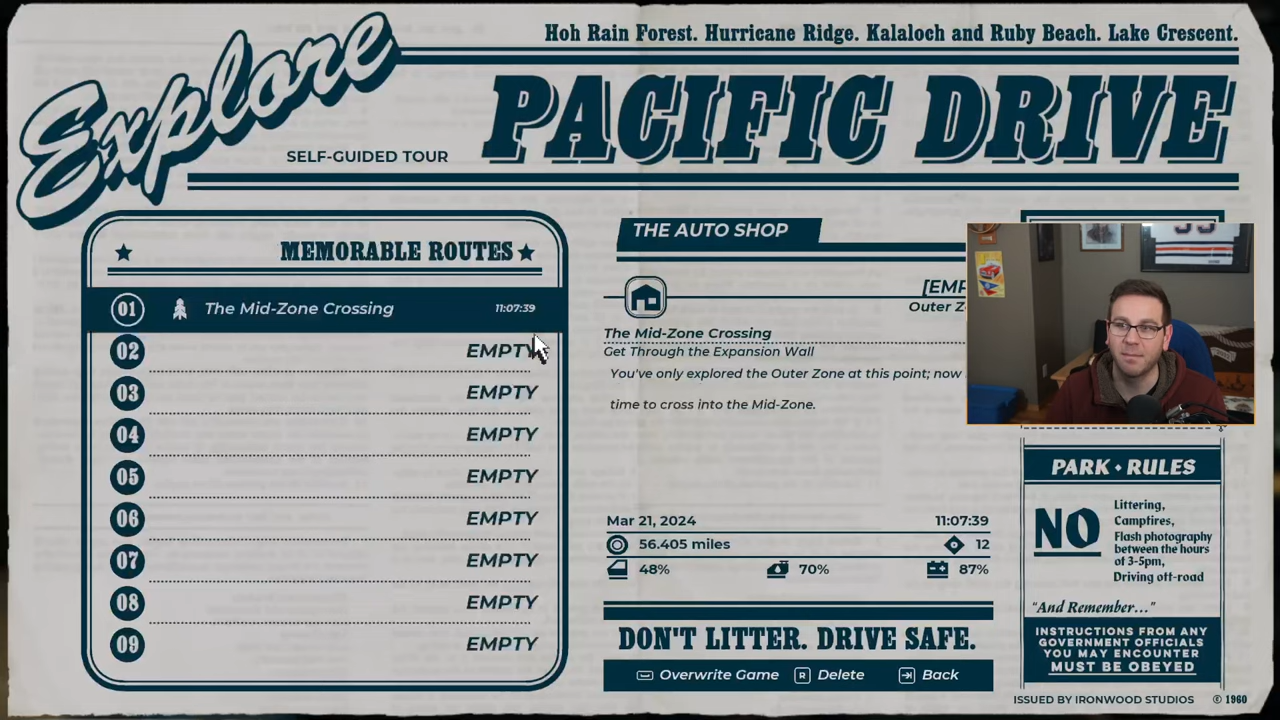 Explore
Hoh Rain Forest. Hurricane Ridge. Kalaloch and Ruby Beach. Lake Crescent.
PACIFIC DRIVE
SELF-GUIDED TOUR
MEMORABLE ROUTES
01 The Mid-Zone Crossing 11:07:39
02 EMPTY
03 EMPTY
04 EMPTY
05 EMPTY
06 EMPTY
07 EMPTY
08 EMPTY
09 EMPTY
THE AUTO SHOP
[EMP
Outer Z
The Mid-Zone Crossing
Get Through the Expansion Wall
You've only explored the Outer Zone at this point; now
time to cross into the Mid-Zone.
Mar 21, 2024 11:07:39
56.405 miles 12
48% 70% 87%
DON'T LITTER. DRIVE SAFE.
Overwrite Game R Delete Back
PARK • RULES
NO
Littering,
Campfires,
Flash photography
between the hours
of 3-5pm,
Driving off-road
"And Remember..."
INSTRUCTIONS FROM ANY
GOVERNMENT OFFICIALS
YOU MAY ENCOUNTER
MUST BE OBEYED
ISSUED BY IRONWOOD STUDIOS © 1960